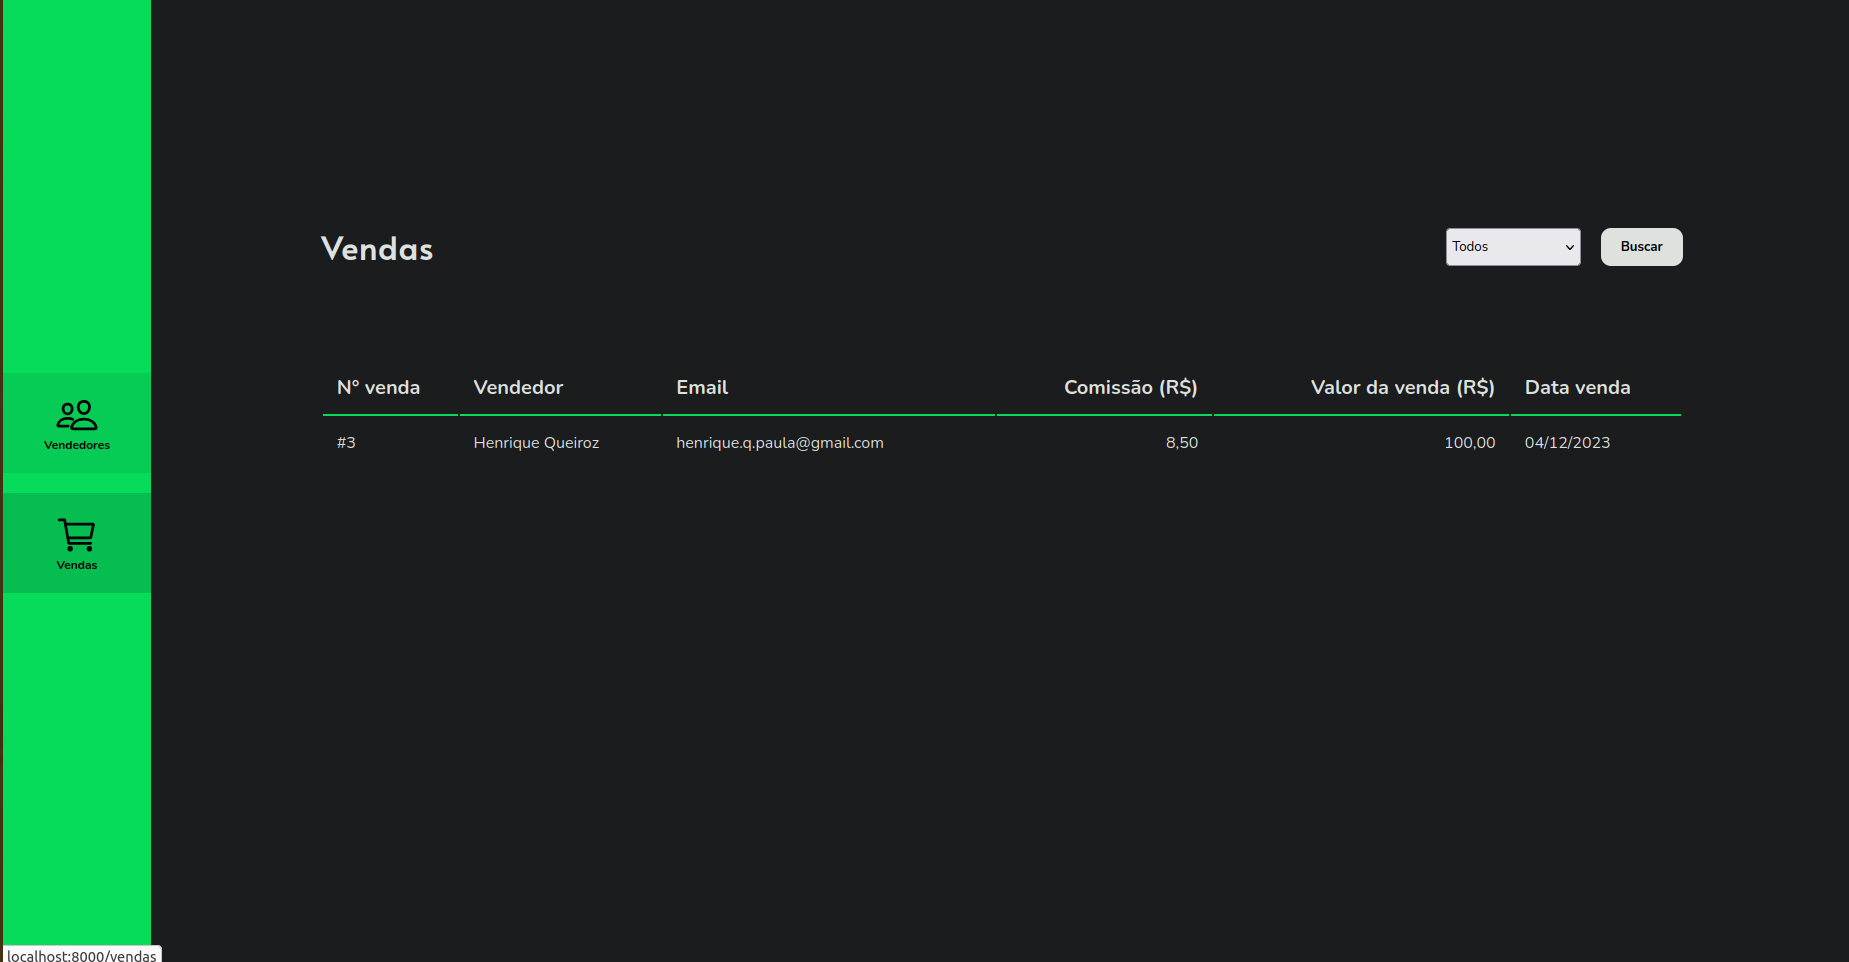 Vendas
Todos
Buscar
Nº venda Vendedor Email Comissão (R$) Valor da venda (R$) Data venda
#3 Henrique Queiroz henrique.q.paula@gmail.com 8,50 100,00 04/12/2023
Vendedores
Vendas
localhost:8000/vendas